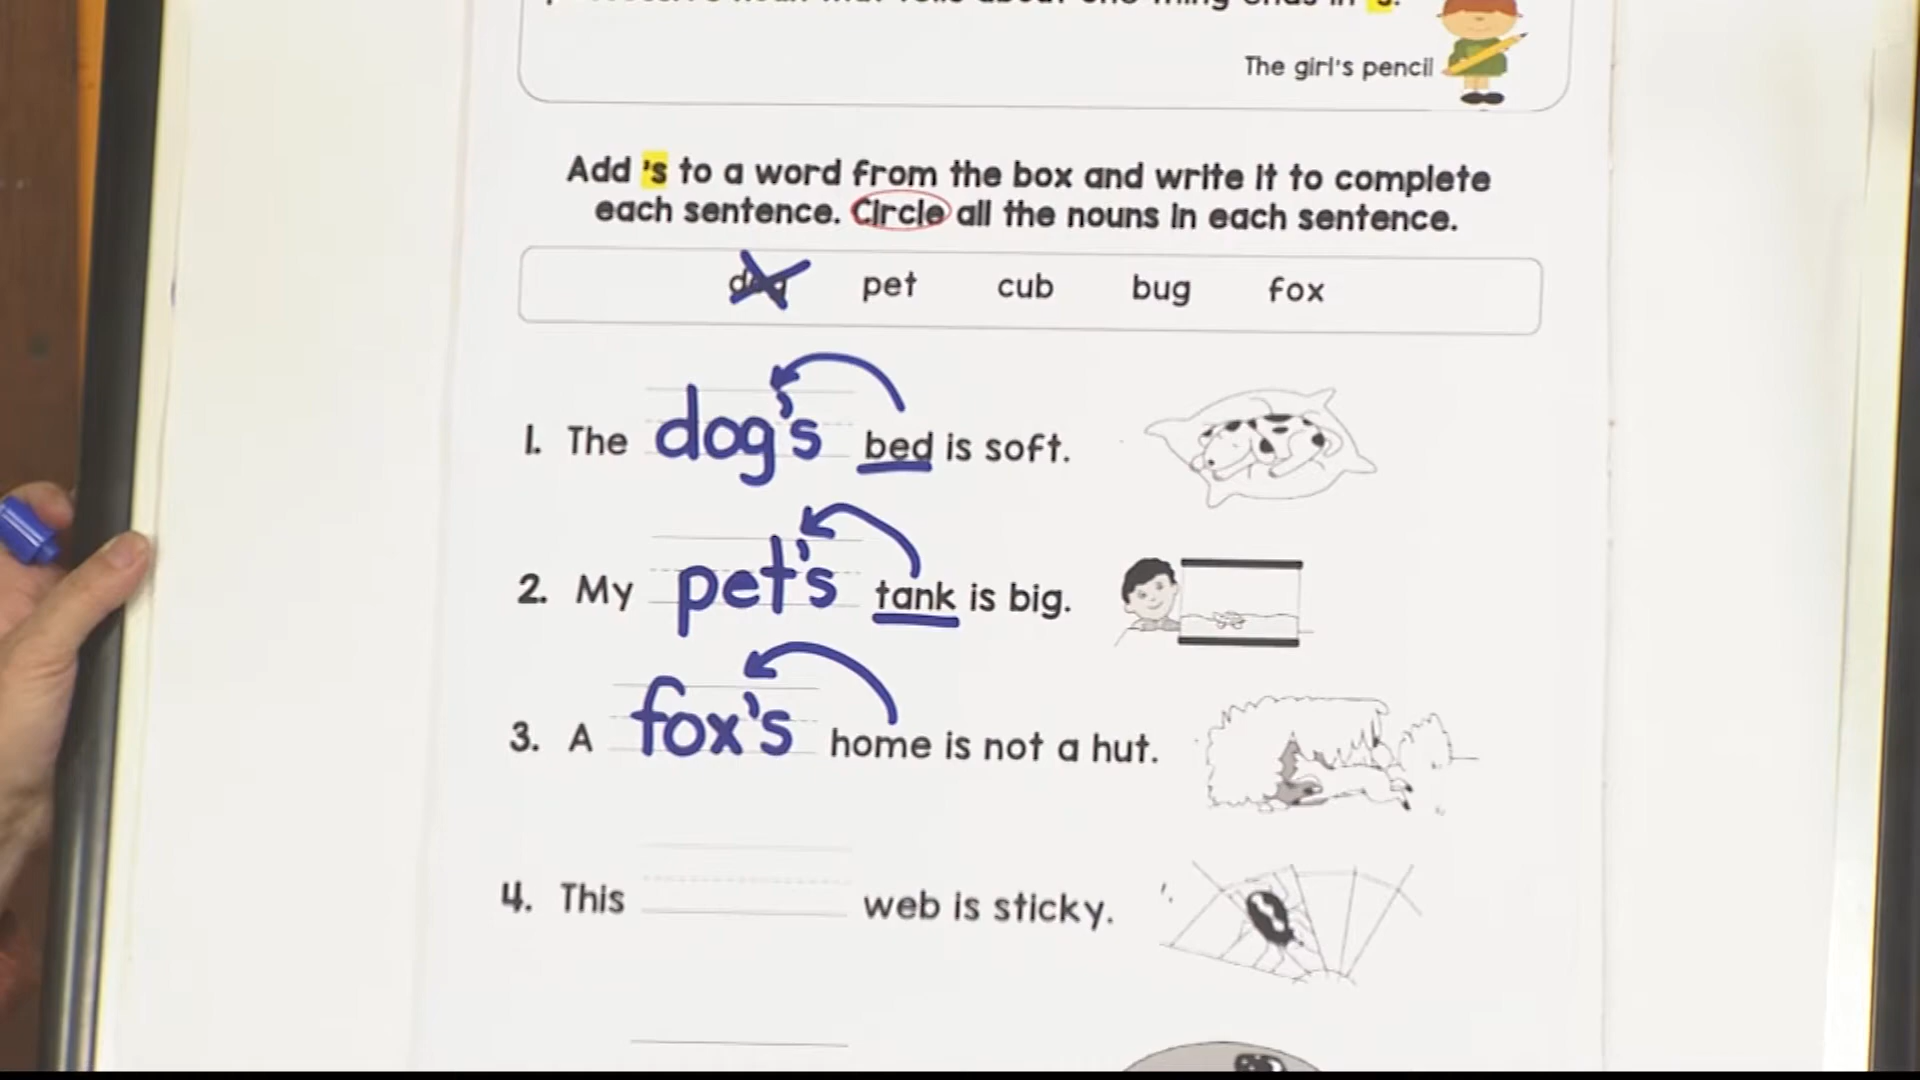 's.
The girl's pencil
Add 's to a word from the box and write it to complete
each sentence. Circle all the nouns in each sentence.
dog pet cub bug fox
1. The dog's bed is soft.
2. My pet's tank is big.
3. A fox's home is not a hut.
4. This web is sticky.